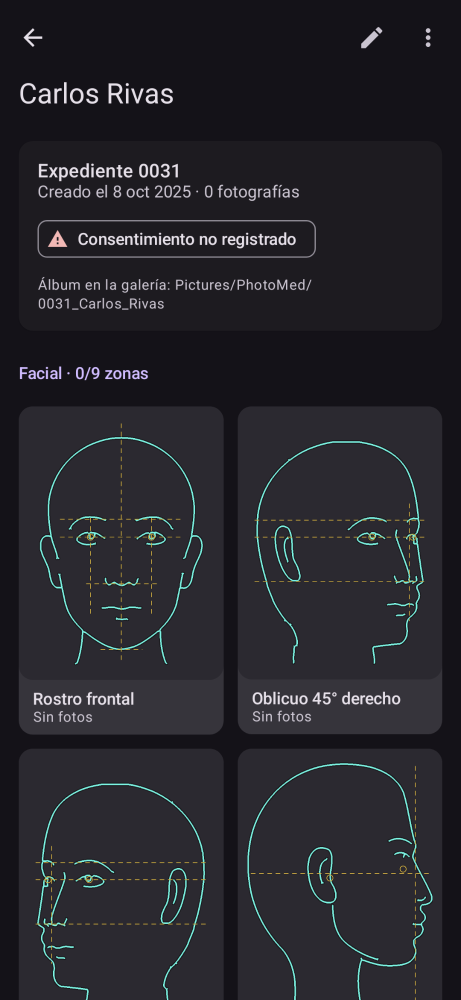 Carlos Rivas
Expediente 0031
Creado el 8 oct 2025 · 0 fotografías
Consentimiento no registrado
Álbum en la galería: Pictures/PhotoMed/
0031_Carlos_Rivas
Facial · 0/9 zonas
Rostro frontal
Sin fotos
Oblicuo 45° derecho
Sin fotos